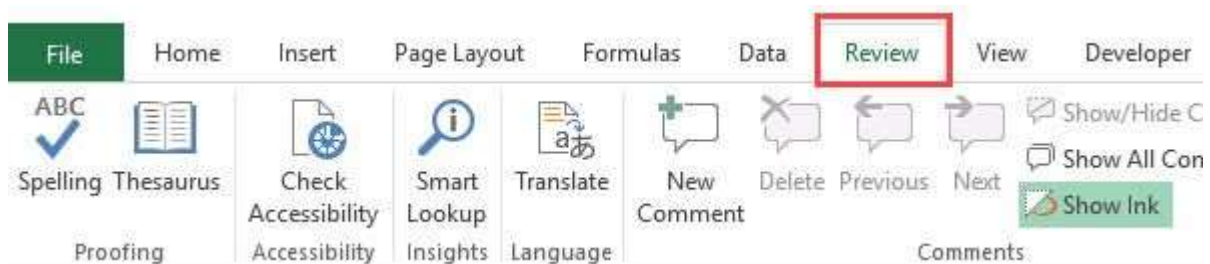 File Home Insert Page Layout Formulas Data Review View Developer
ABC
Spelling Thesaurus
Check Accessibility
Smart Lookup
aあ
Translate
New Comment
Delete Previous Next
Show/Hide C
Show All Con
Show Ink
Proofing Accessibility Insights Language Comments